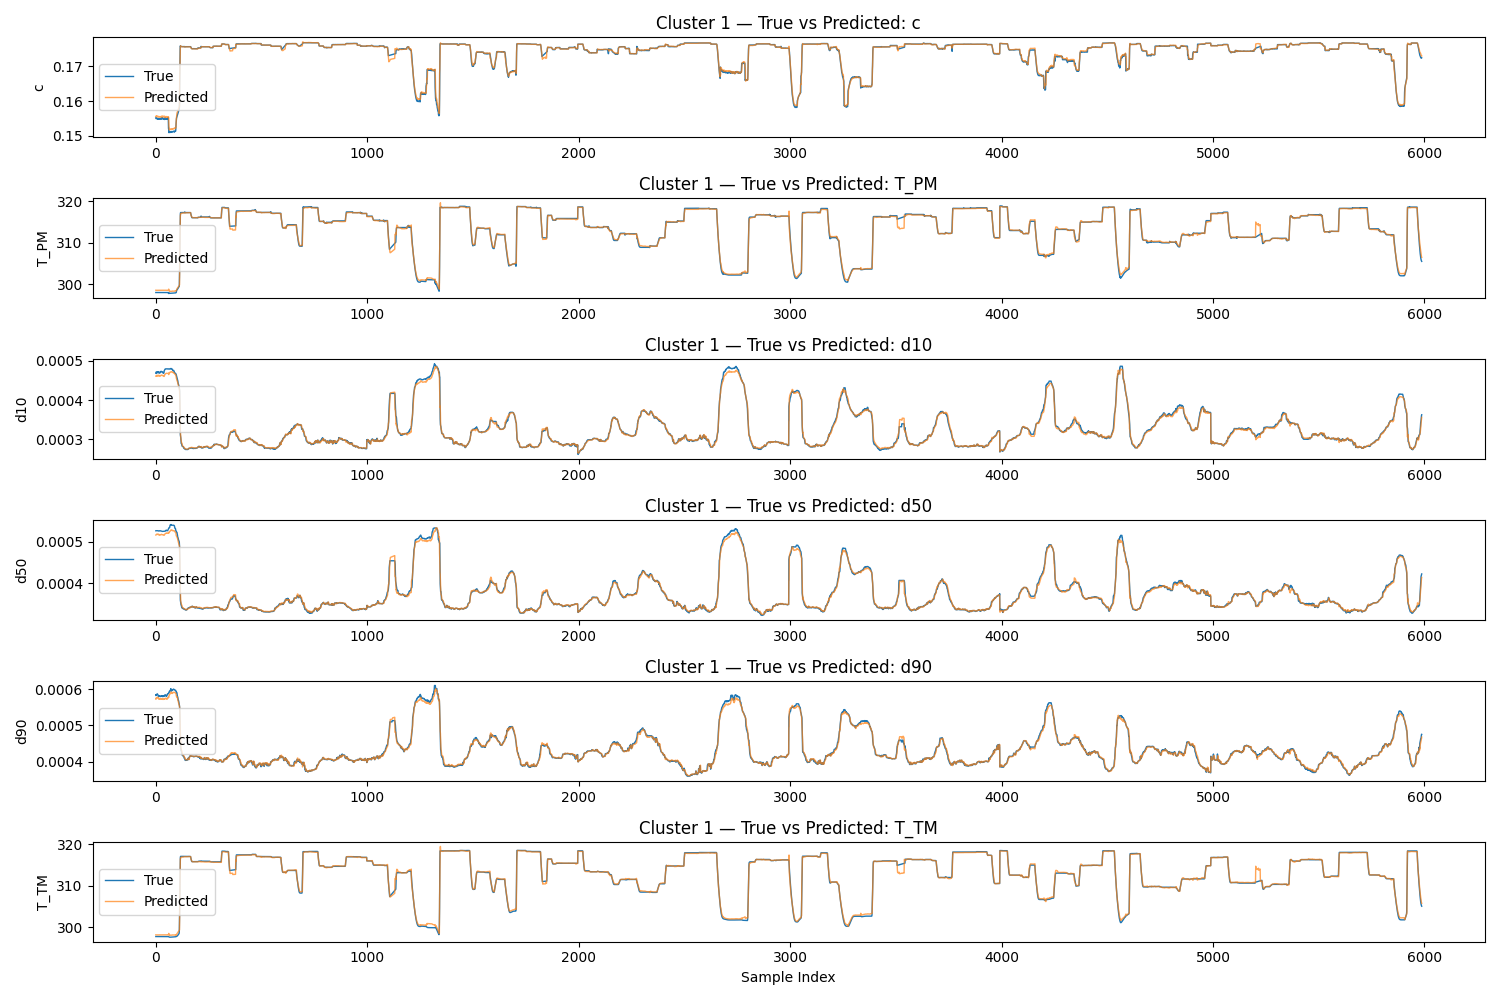 Cluster 1 — True vs Predicted: c
c
0.17
0.16
0.15
True
Predicted
0 1000 2000 3000 4000 5000 6000
Cluster 1 — True vs Predicted: T_PM
T_PM
320
310
300
True
Predicted
0 1000 2000 3000 4000 5000 6000
Cluster 1 — True vs Predicted: d10
d10
0.0005
0.0004
0.0003
True
Predicted
0 1000 2000 3000 4000 5000 6000
Cluster 1 — True vs Predicted: d50
d50
0.0005
0.0004
True
Predicted
0 1000 2000 3000 4000 5000 6000
Cluster 1 — True vs Predicted: d90
d90
0.0006
0.0005
0.0004
True
Predicted
0 1000 2000 3000 4000 5000 6000
Cluster 1 — True vs Predicted: T_TM
T_TM
320
310
300
True
Predicted
0 1000 2000 3000 4000 5000 6000
Sample Index